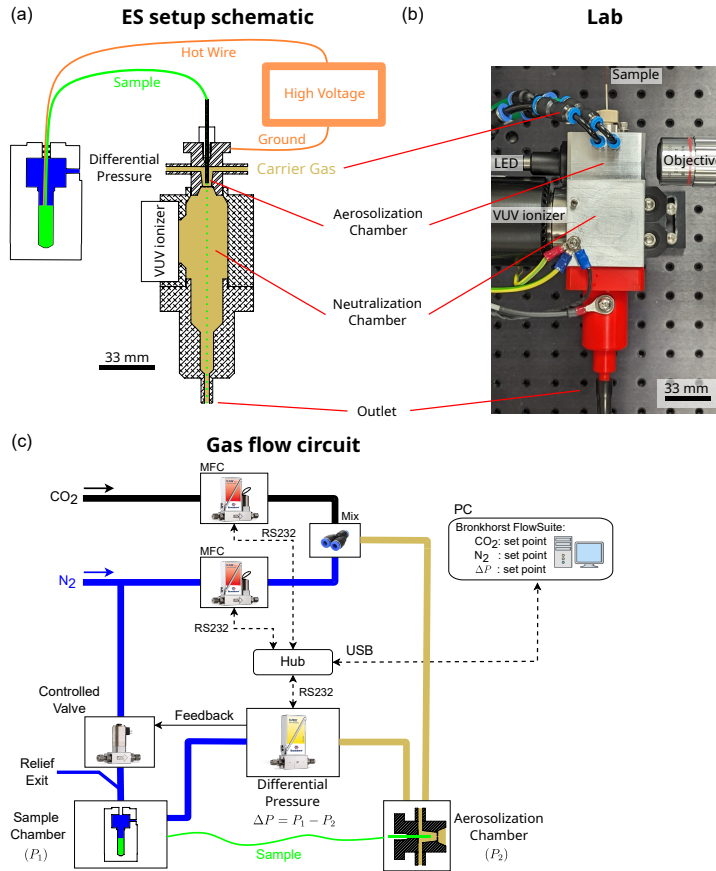 (a)
ES setup schematic
Hot Wire
Sample
High Voltage
Ground
Differential
Pressure
Carrier Gas
VUV ionizer
Aerosolization
Chamber
Neutralization
Chamber
33 mm
Outlet
(b)
Lab
Sample
LED
Objective
VUV ionizer
33 mm
(c)
Gas flow circuit
CO2
MFC
RS232
Mix
N2
MFC
RS232
PC
Bronkhorst FlowSuite:
CO2: set point
N2 : set point
ΔP : set point
Hub
USB
RS232
Controlled
Valve
Feedback
Relief
Exit
Differential
Pressure
ΔP = P1 − P2
Sample
Chamber
(P1)
Sample
Aerosolization
Chamber
(P2)